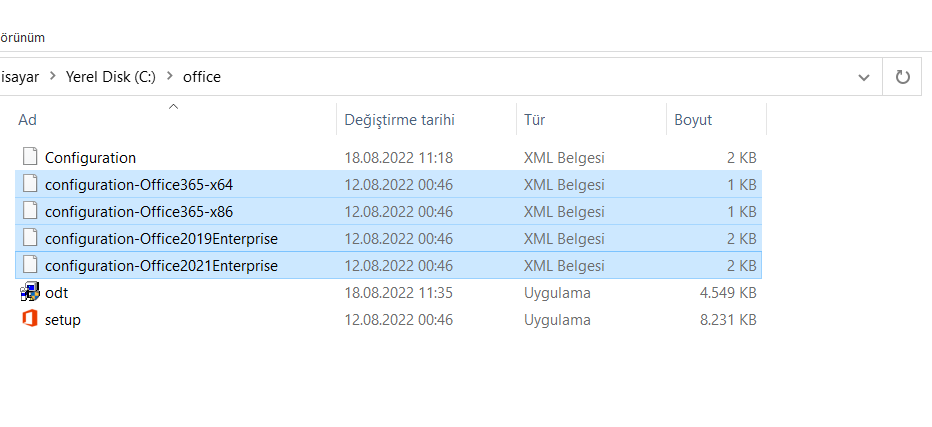 örünüm
isayar > Yerel Disk (C:) > office
Ad Değiştirme tarihi Tür Boyut
Configuration 18.08.2022 11:18 XML Belgesi 2 KB
configuration-Office365-x64 12.08.2022 00:46 XML Belgesi 1 KB
configuration-Office365-x86 12.08.2022 00:46 XML Belgesi 1 KB
configuration-Office2019Enterprise 12.08.2022 00:46 XML Belgesi 2 KB
configuration-Office2021Enterprise 12.08.2022 00:46 XML Belgesi 2 KB
odt 18.08.2022 11:35 Uygulama 4.549 KB
setup 12.08.2022 00:46 Uygulama 8.231 KB